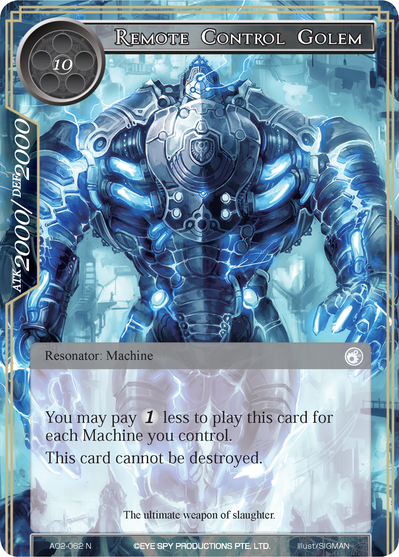 Remote Control Golem
10
ATK 2000/ DEF 2000
Resonator: Machine
You may pay 1 less to play this card for
each Machine you control.
This card cannot be destroyed.
The ultimate weapon of slaughter.
A02-062 N ©EYE SPY PRODUCTIONS PTE. LTD. Illust/SIGMAN